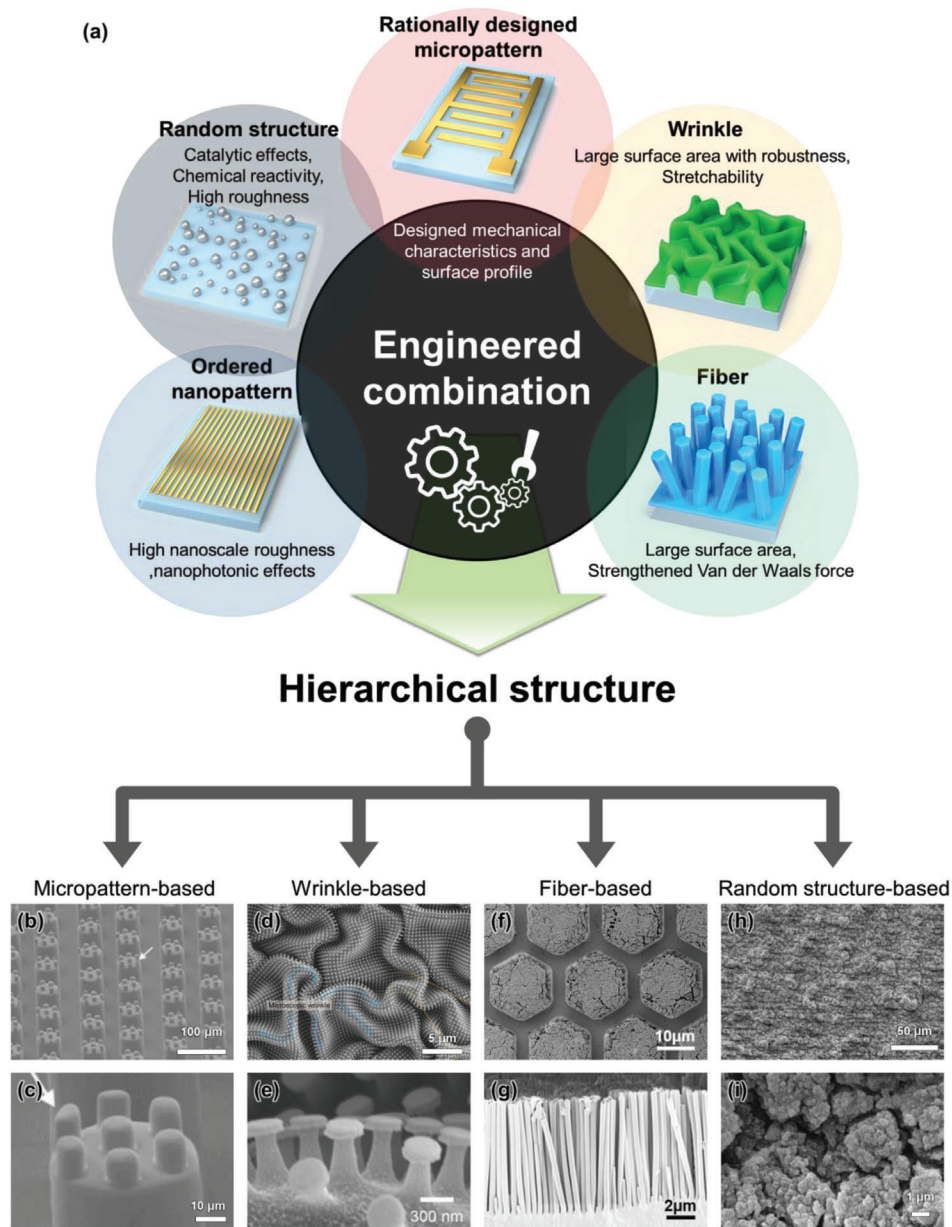 (a)
Rationally designed
micropattern
Random structure
Catalytic effects,
Chemical reactivity,
High roughness
Wrinkle
Large surface area with robustness,
Stretchability
Designed mechanical
characteristics and
surface profile
Engineered
combination
Ordered
nanopattern
High nanoscale roughness
,nanophotonic effects
Fiber
Large surface area,
Strengthened Van der Waals force
Hierarchical structure
Micropattern-based
Wrinkle-based
Fiber-based
Random structure-based
(b)
100 µm
(d)
Microscopic wrinkle
5 µm
(f)
10µm
(h)
50 µm
(c)
10 µm
(e)
300 nm
(g)
2µm
(i)
1 µm